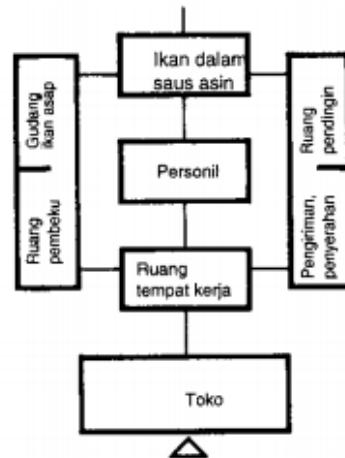 Ikan dalam
saus asin
Gudang
ikan asap
Ruang
pendingin
Personil
Ruang
pembeku
Pengiriman,
penyerahan
Ruang
tempat kerja
Toko